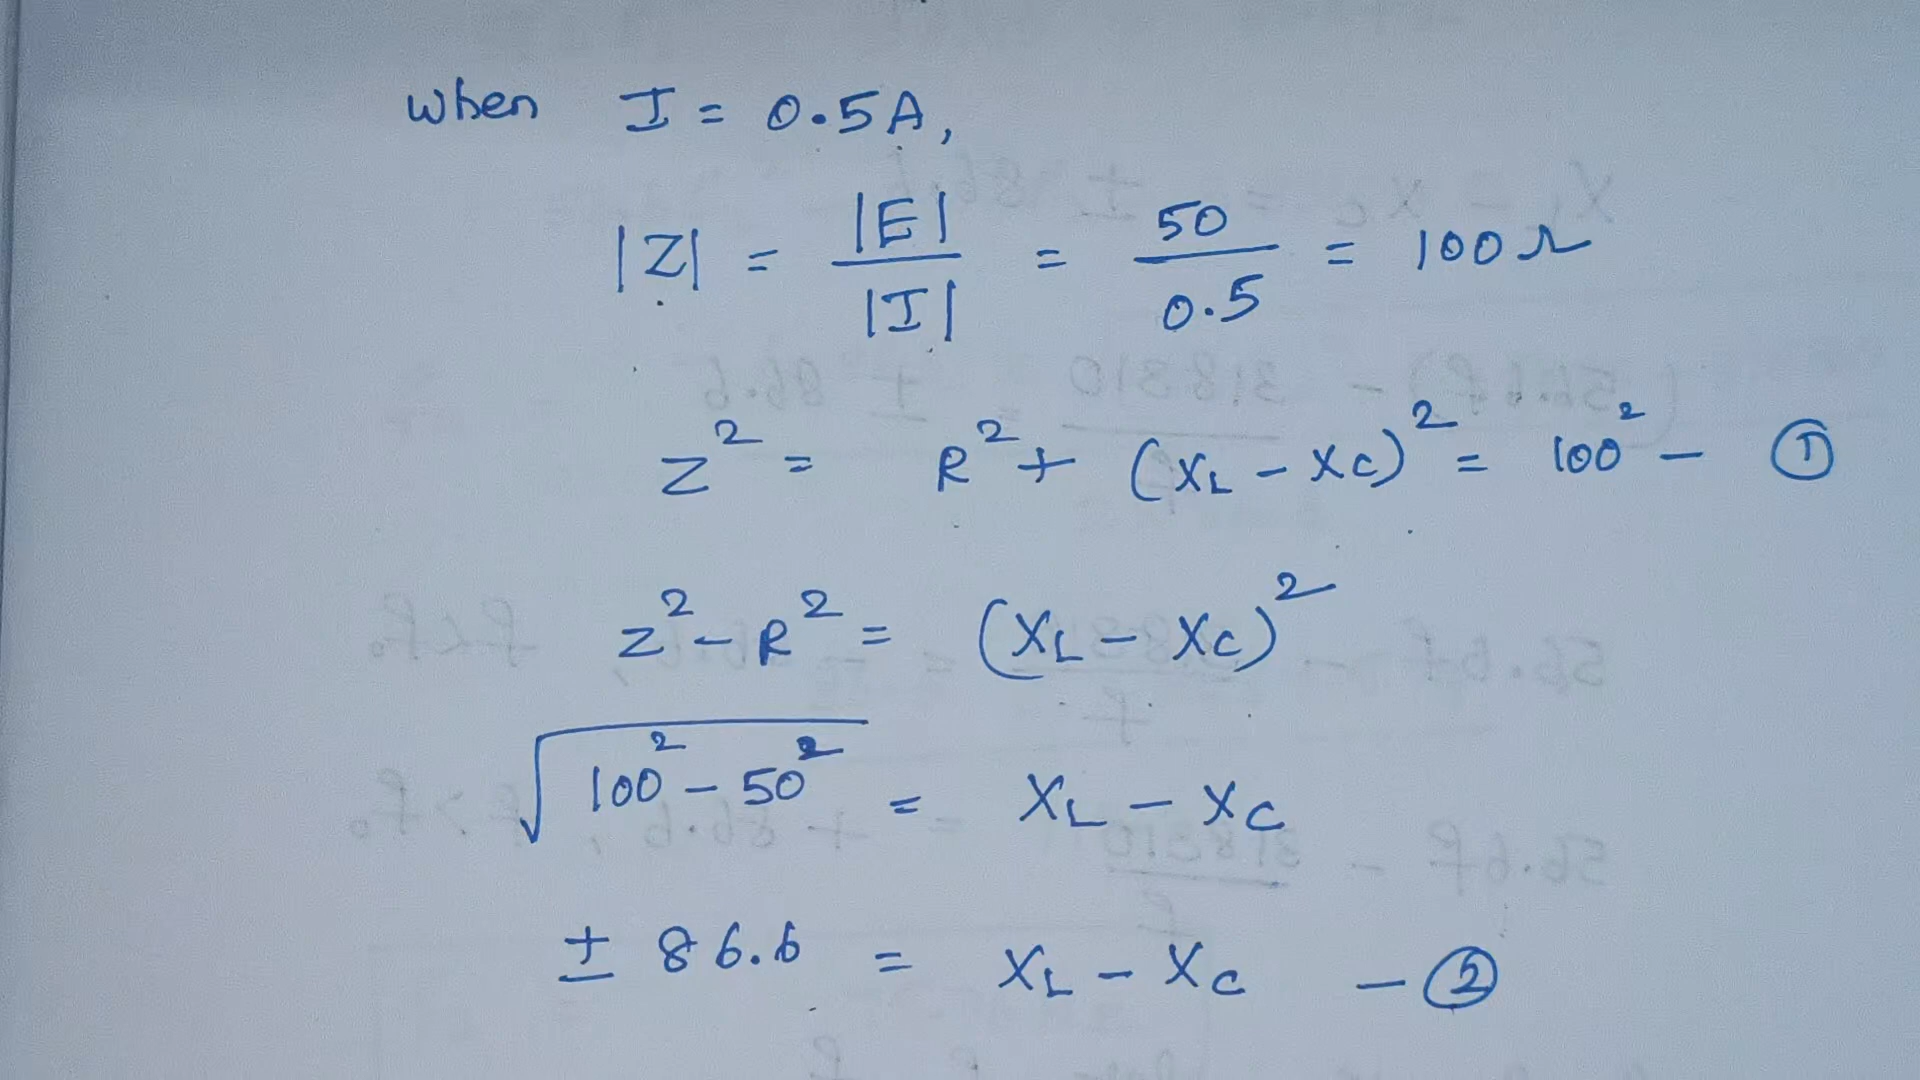 when I = 0.5A,
|Z| = |E| / |I| = 50 / 0.5 = 100 Ω
Z² = R² + (XL - XC)² = 100² - ①
Z² - R² = (XL - XC)²
√(100² - 50²) = XL - XC
± 86.6 = XL - XC - ②